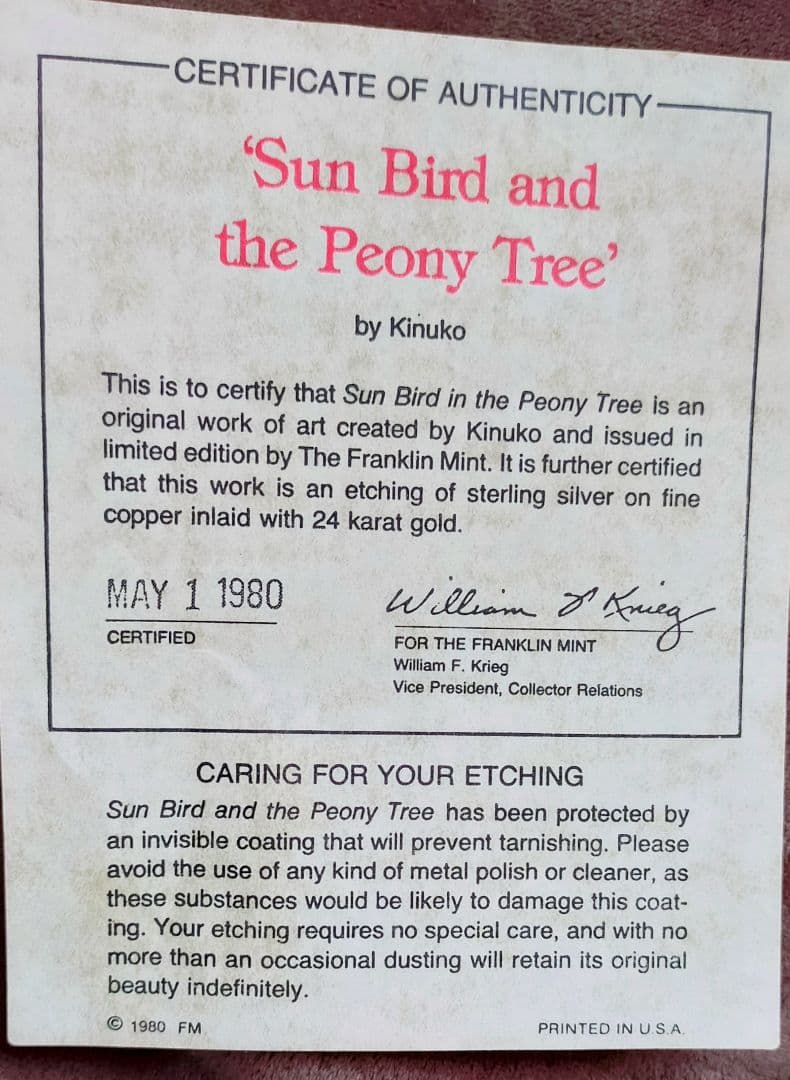 CERTIFICATE OF AUTHENTICITY
‘Sun Bird and
the Peony Tree’
by Kinuko
This is to certify that Sun Bird in the Peony Tree is an
original work of art created by Kinuko and issued in
limited edition by The Franklin Mint. It is further certified
that this work is an etching of sterling silver on fine
copper inlaid with 24 karat gold.
MAY 1 1980
CERTIFIED
William F Krieg
FOR THE FRANKLIN MINT
William F. Krieg
Vice President, Collector Relations
CARING FOR YOUR ETCHING
Sun Bird and the Peony Tree has been protected by
an invisible coating that will prevent tarnishing. Please
avoid the use of any kind of metal polish or cleaner, as
these substances would be likely to damage this coat-
ing. Your etching requires no special care, and with no
more than an occasional dusting will retain its original
beauty indefinitely.
© 1980 FM
PRINTED IN U.S.A.